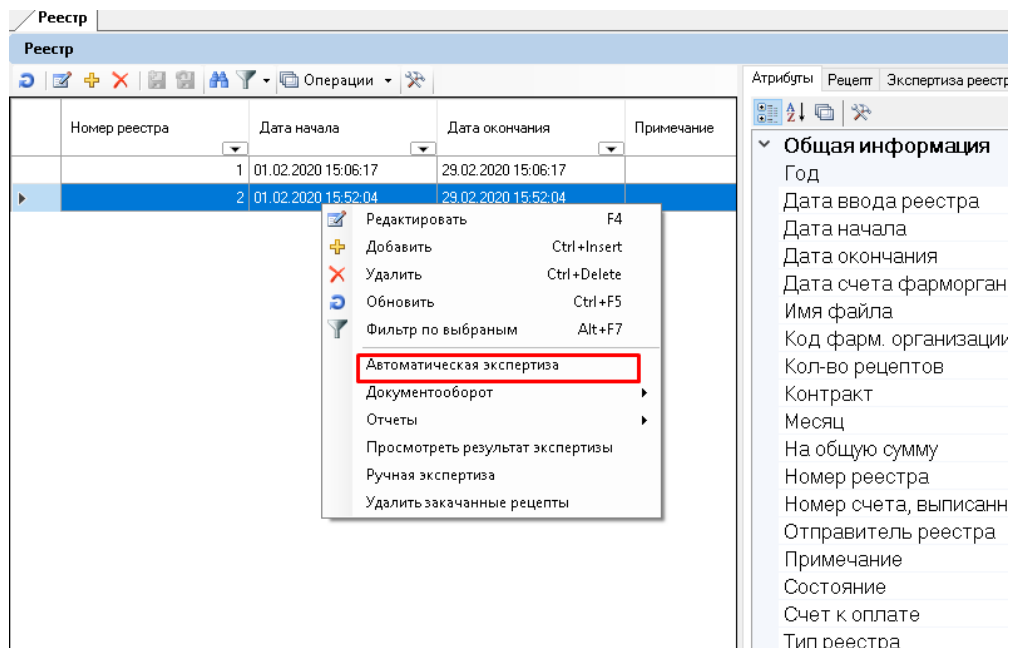 Реестр
Реестр
Операции
Номер реестра Дата начала Дата окончания Примечание
1 01.02.2020 15:06:17 29.02.2020 15:06:17
2 01.02.2020 15:52:04 29.02.2020 15:52:04
Редактировать F4
Добавить Ctrl+Insert
Удалить Ctrl+Delete
Обновить Ctrl+F5
Фильтр по выбраным Alt+F7
Автоматическая экспертиза
Документооборот
Отчеты
Просмотреть результат экспертизы
Ручная экспертиза
Удалить закачанные рецепты
Атрибуты Рецепт Экспертиза реестр
Общая информация
Год
Дата ввода реестра
Дата начала
Дата окончания
Дата счета фарморган
Имя файла
Код фарм. организации
Кол-во рецептов
Контракт
Месяц
На общую сумму
Номер реестра
Номер счета, выписанн
Отправитель реестра
Примечание
Состояние
Счет к оплате
Тип реестра